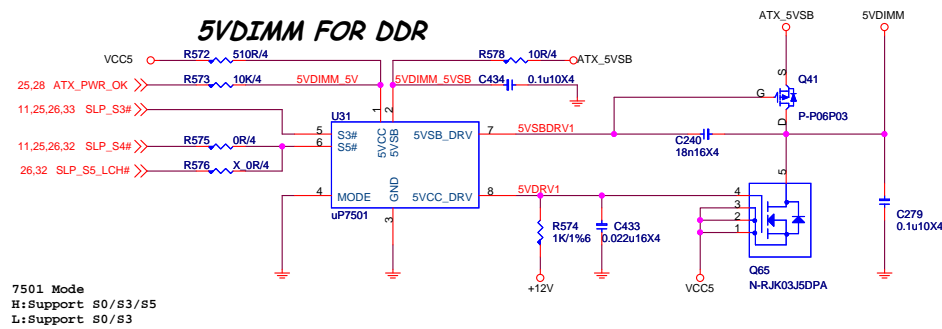 5VDIMM FOR DDR
ATX_5VSB
5VDIMM
VCC5
R572
510R/4
R578
10R/4
ATX_5VSB
25,28 ATX_PWR_OK
R573
10K/4
5VDIMM_5V
5VDIMM_5VSB
C434
0.1u10X4
S
Q41
G
P-P06P03
D
11,25,26,33 SLP_S3#
1
2
U31
5VCC
5VSB
5
S3#
5VSB_DRV
7
5VSBDRV1
11,25,26,32 SLP_S4#
R575
0R/4
6
S5#
C240
18n16X4
26,32 SLP_S5_LCH#
R576
X_0R/4
5
4
MODE
GND
5VCC_DRV
8
5VDRV1
4
3
2
1
uP7501
3
R574
1K/1%6
C433
0.022u16X4
C279
0.1u10X4
+12V
VCC5
Q65
N-RJK03J5DPA
7501 Mode
H:Support S0/S3/S5
L:Support S0/S3